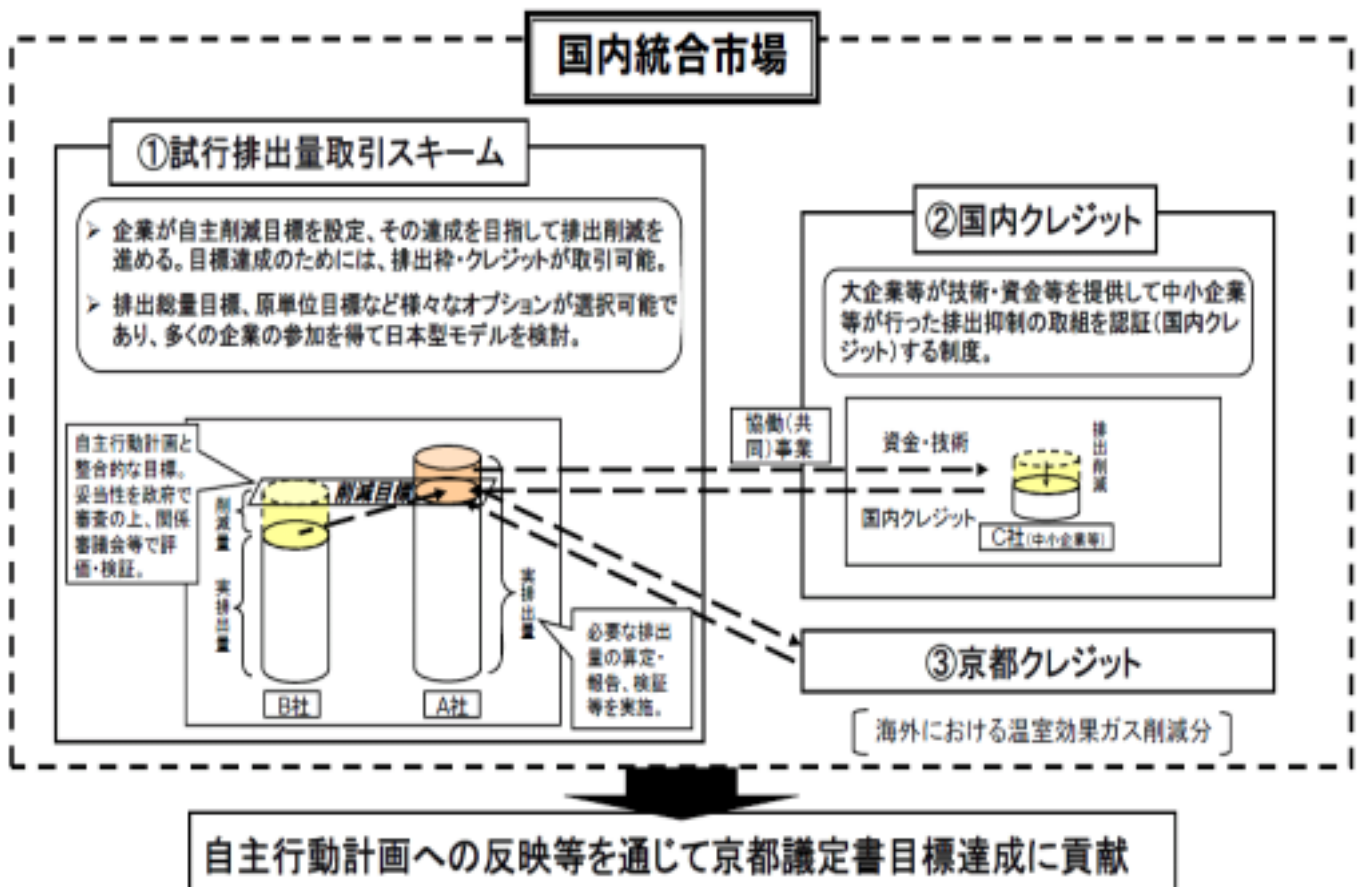 国内統合市場
①試行排出量取引スキーム
➢ 企業が自主削減目標を設定、その達成を目指して排出削減を
進める。目標達成のためには、排出枠・クレジットが取引可能。
➢ 排出総量目標、原単位目標など様々なオプションが選択可能で
あり、多くの企業の参加を得て日本型モデルを検討。
自主行動計画と
整合的な目標。
妥当性を政府で
審査の上、関係
審議会等で評
価・検証。
削減目標
削減量
実排出量
実排出量
B社
A社
必要な排出
量の算定・
報告、検証
等を実施。
②国内クレジット
大企業等が技術・資金等を提供して中小企業
等が行った排出抑制の取組を認証(国内クレ
ジット)する制度。
協働(共
同)事業
資金・技術
国内クレジット
排出削減
C社(中小企業等)
③京都クレジット
[海外における温室効果ガス削減分]
自主行動計画への反映等を通じて京都議定書目標達成に貢献